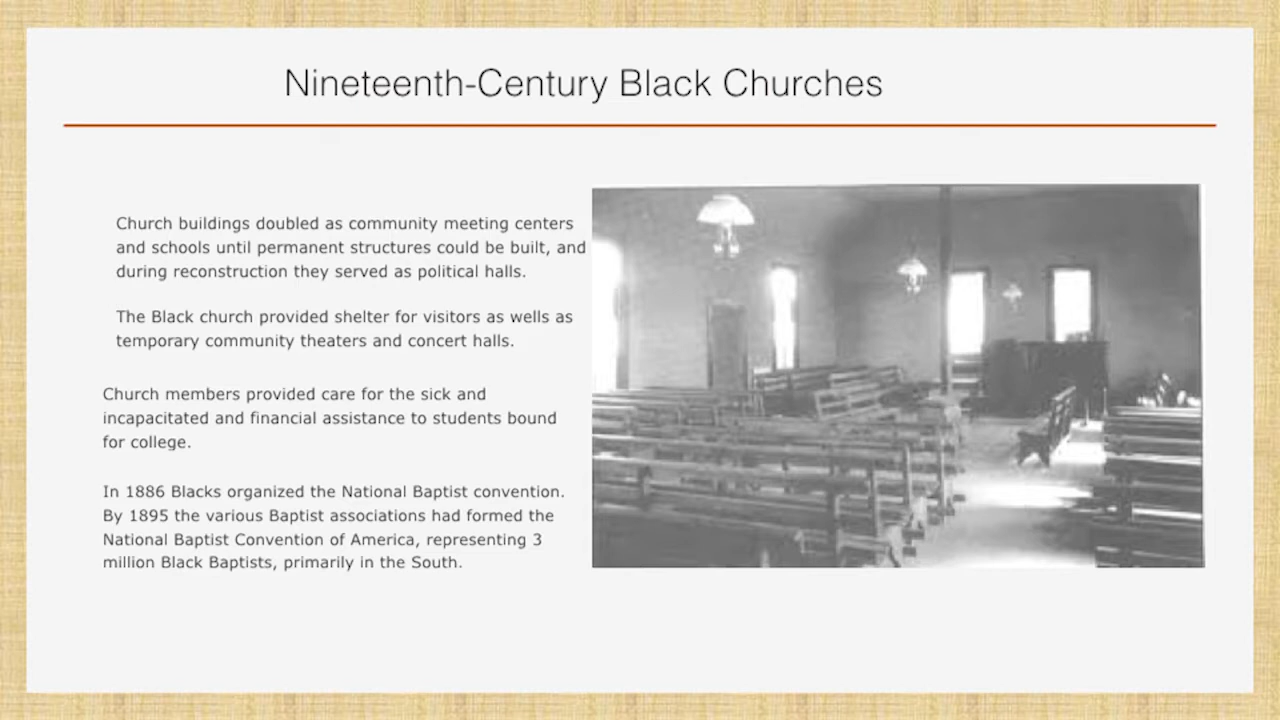 Nineteenth-Century Black Churches
Church buildings doubled as community meeting centers
and schools until permanent structures could be built, and
during reconstruction they served as political halls.
The Black church provided shelter for visitors as wells as
temporary community theaters and concert halls.
Church members provided care for the sick and
incapacitated and financial assistance to students bound
for college.
In 1886 Blacks organized the National Baptist convention.
By 1895 the various Baptist associations had formed the
National Baptist Convention of America, representing 3
million Black Baptists, primarily in the South.